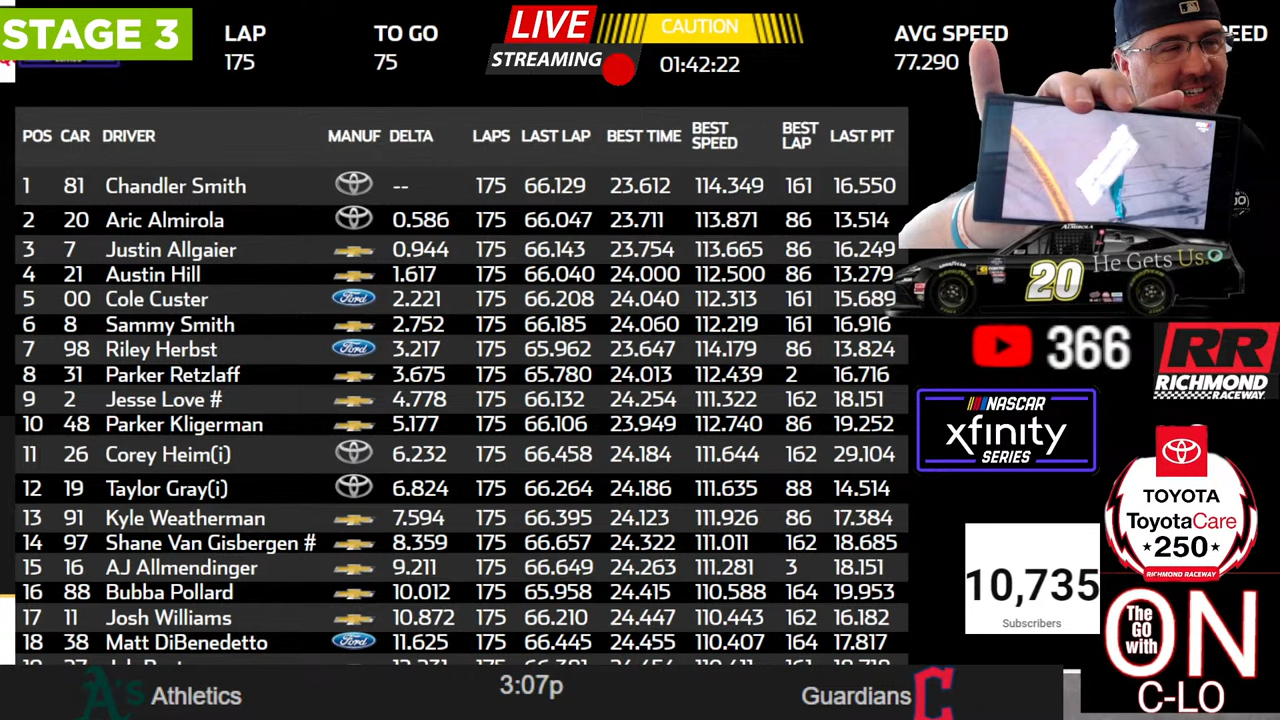 STAGE 3
LAP TO GO LIVE CAUTION AVG SPEED EED
175 75 STREAMING 01:42:22 77.290
POS CAR DRIVER MANUF DELTA LAPS LAST LAP BEST TIME BEST SPEED BEST LAP LAST PIT
1 81 Chandler Smith -- 175 66.129 23.612 114.349 161 16.550
2 20 Aric Almirola 0.586 175 66.047 23.711 113.871 86 13.514
3 7 Justin Allgaier 0.944 175 66.143 23.754 113.665 86 16.249
4 21 Austin Hill 1.617 175 66.040 24.000 112.500 86 13.279
5 00 Cole Custer Ford 2.221 175 66.208 24.040 112.313 161 15.689
6 8 Sammy Smith 2.752 175 66.185 24.060 112.219 161 16.916
7 98 Riley Herbst Ford 3.217 175 65.962 23.647 114.179 86 13.824
8 31 Parker Retzlaff 3.675 175 65.780 24.013 112.439 2 16.716
9 2 Jesse Love # 4.778 175 66.132 24.254 111.322 162 18.151
10 48 Parker Kligerman 5.177 175 66.106 23.949 112.740 86 19.252
11 26 Corey Heim(i) 6.232 175 66.458 24.184 111.644 162 29.104
12 19 Taylor Gray(i) 6.824 175 66.264 24.186 111.635 88 14.514
13 91 Kyle Weatherman 7.594 175 66.395 24.123 111.926 86 17.384
14 97 Shane Van Gisbergen # 8.359 175 66.657 24.322 111.011 162 18.685
15 16 AJ Allmendinger 9.211 175 66.649 24.263 111.281 3 18.151
16 88 Bubba Pollard 10.012 175 65.958 24.415 110.588 164 19.953
17 11 Josh Williams 10.872 175 66.210 24.447 110.443 162 16.182
18 38 Matt DiBenedetto Ford 11.625 175 66.445 24.455 110.407 164 17.817
ALMIROLA
20 He Gets Us.
366
RR
RICHMOND
RACEWAY
NASCAR
xfinity
SERIES
TOYOTA
ToyotaCare
250
RICHMOND RACEWAY
10,735
Subscribers
The GO with ON
C-LO
A's Athletics 3:07p Guardians C